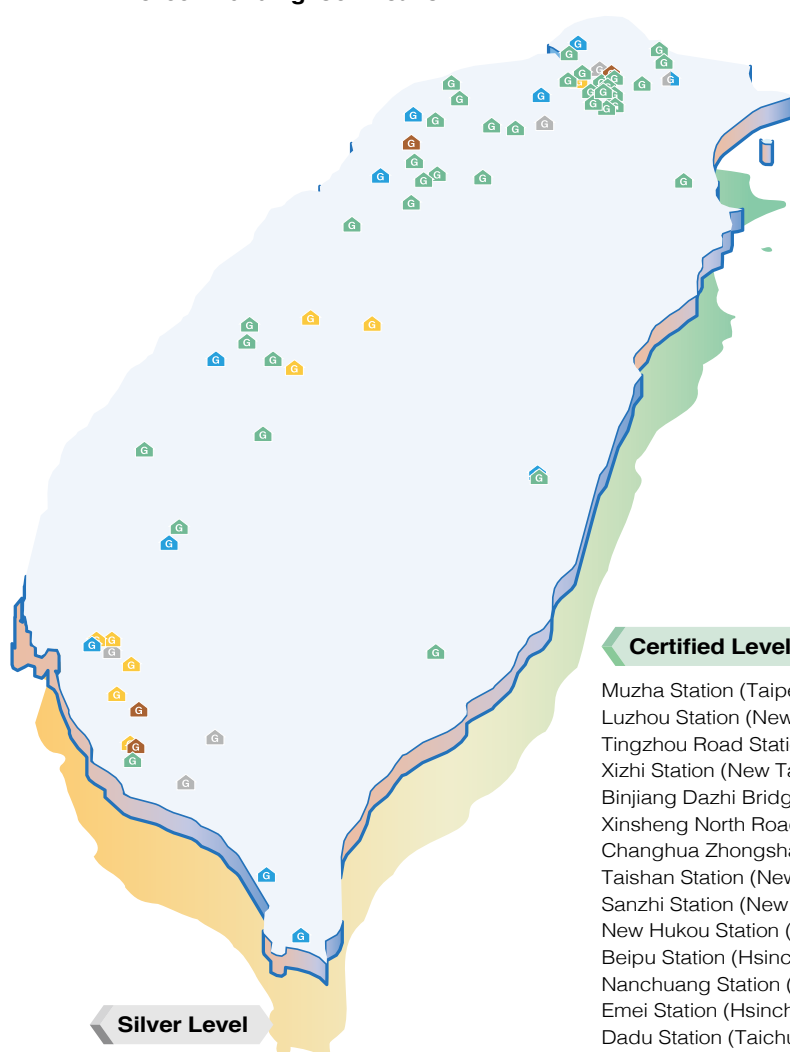 Certified Level
Muzha Station (Taipe
Luzhou Station (New
Tingzhou Road Stati
Xizhi Station (New Ta
Binjiang Dazhi Bridg
Xinsheng North Road
Changhua Zhongsha
Taishan Station (New
Sanzhi Station (New
New Hukou Station (
Beipu Station (Hsinc
Nanchuang Station (
Emei Station (Hsinch
Dadu Station (Taichu
Silver Level